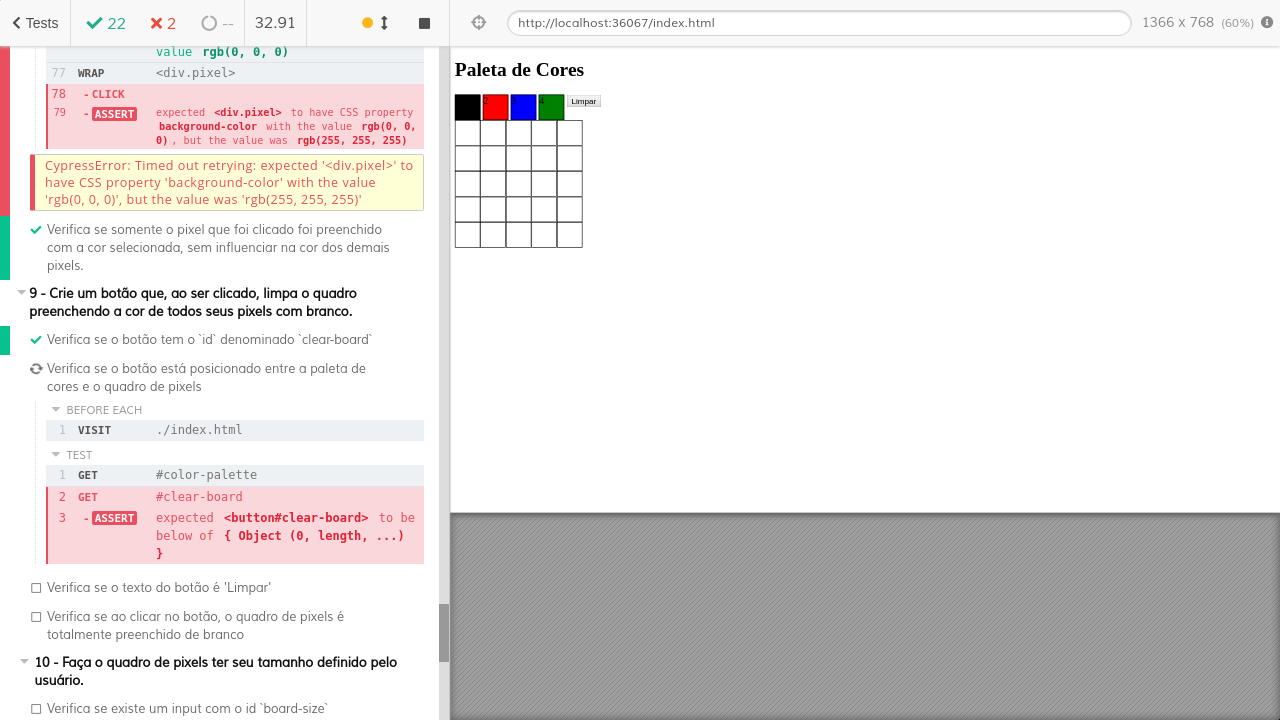 Tests 22 2 -- 32.91 http://localhost:36067/index.html 1366 x 768 (60%)
value rgb(0, 0, 0)
77 WRAP <div.pixel>
78 - CLICK
79 - ASSERT expected <div.pixel> to have CSS property
background-color with the value rgb(0, 0,
0) , but the value was rgb(255, 255, 255)
CypressError: Timed out retrying: expected '<div.pixel>' to
have CSS property 'background-color' with the value
'rgb(0, 0, 0)', but the value was 'rgb(255, 255, 255)'
Verifica se somente o pixel que foi clicado foi preenchido
com a cor selecionada, sem influenciar na cor dos demais
pixels.
9 - Crie um botão que, ao ser clicado, limpa o quadro
preenchendo a cor de todos seus pixels com branco.
Verifica se o botão tem o `id` denominado `clear-board`
Verifica se o botão está posicionado entre a paleta de
cores e o quadro de pixels
BEFORE EACH
1 VISIT ./index.html
TEST
1 GET #color-palette
2 GET #clear-board
3 - ASSERT expected <button#clear-board> to be
below of { Object (0, length, ...)
}
Verifica se o texto do botão é 'Limpar'
Verifica se ao clicar no botão, o quadro de pixels é
totalmente preenchido de branco
10 - Faça o quadro de pixels ter seu tamanho definido pelo
usuário.
Verifica se existe um input com o id `board-size`
Paleta de Cores
2 4 Limpar